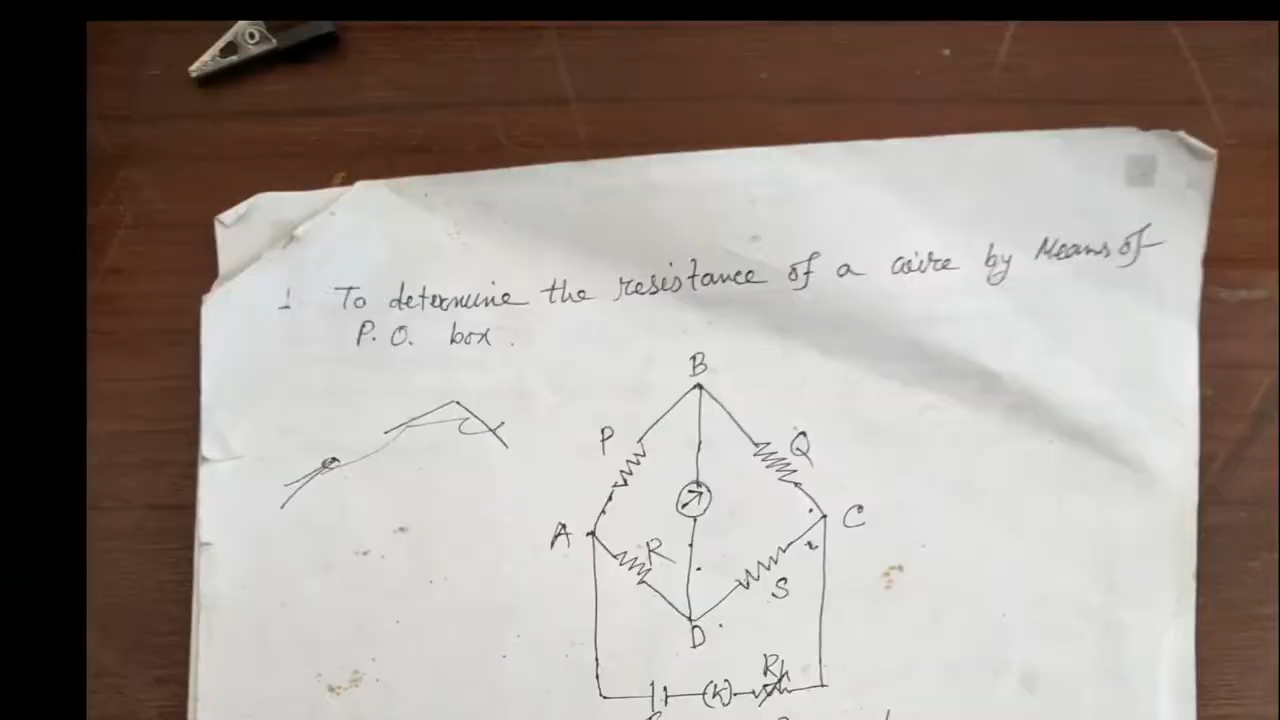 1 To determine the resistance of a wire by Means of
P. O. box.
B
P
Q
A
R
C
S
D
(K)
Rh